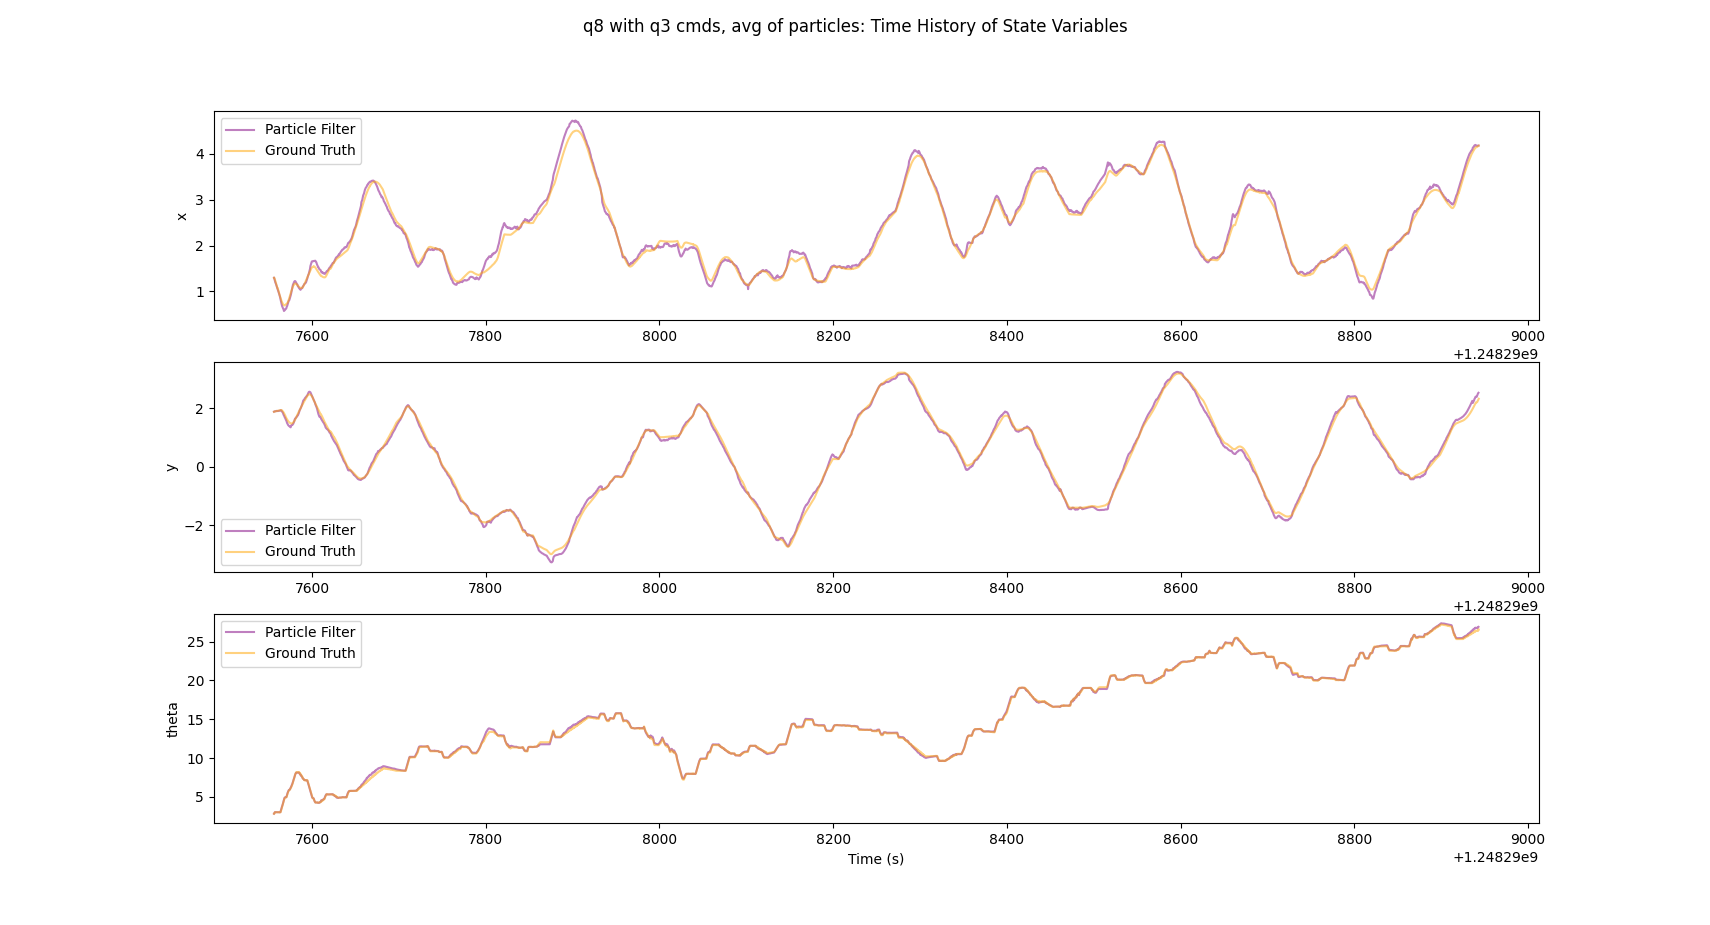 q8 with q3 cmds, avg of particles: Time History of State Variables
Particle Filter
Ground Truth
x
4
3
2
1
7600 7800 8000 8200 8400 8600 8800 9000
+1.24829e9
Particle Filter
Ground Truth
y
2
0
−2
7600 7800 8000 8200 8400 8600 8800 9000
+1.24829e9
Particle Filter
Ground Truth
theta
25
20
15
10
5
7600 7800 8000 8200 8400 8600 8800 9000
Time (s)
+1.24829e9